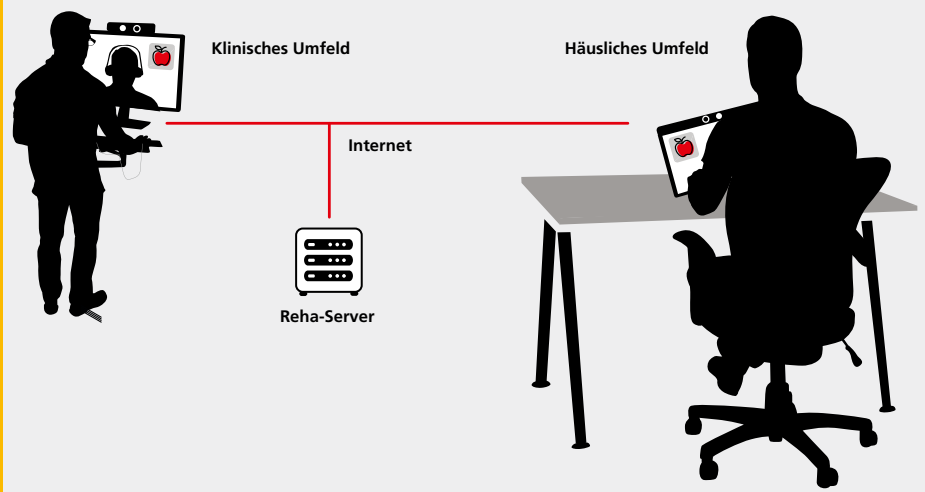 Klinisches Umfeld
Häusliches Umfeld
Internet
Reha-Server